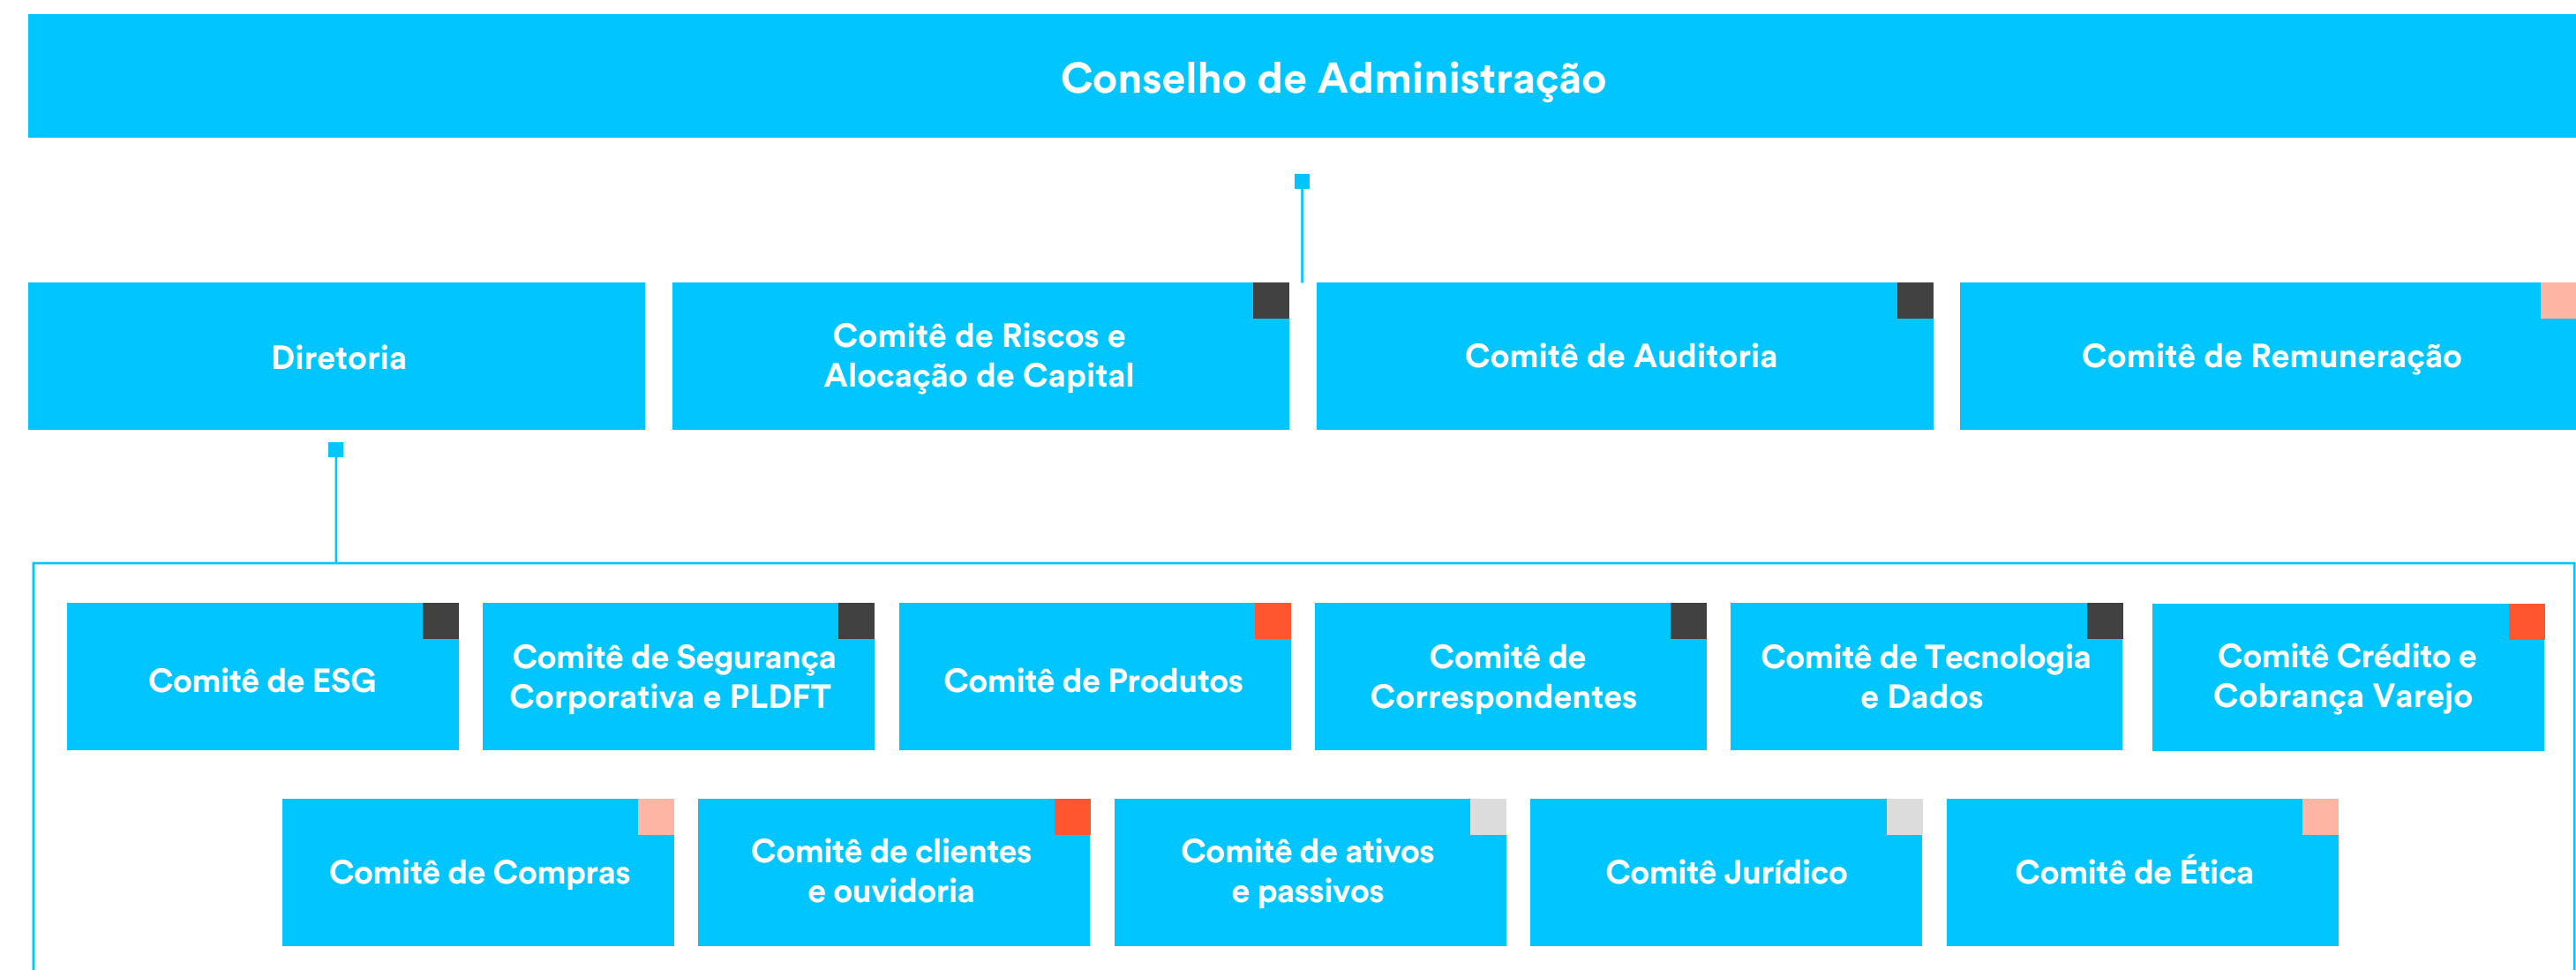 Conselho de Administração
Diretoria
Comitê de Riscos e
Alocação de Capital
Comitê de Auditoria
Comitê de Remuneração
Comitê de ESG
Comitê de Segurança
Corporativa e PLDFT
Comitê de Produtos
Comitê de
Correspondentes
Comitê de Tecnologia
e Dados
Comitê Crédito e
Cobrança Varejo
Comitê de Compras
Comitê de clientes
e ouvidoria
Comitê de ativos
e passivos
Comitê Jurídico
Comitê de Ética